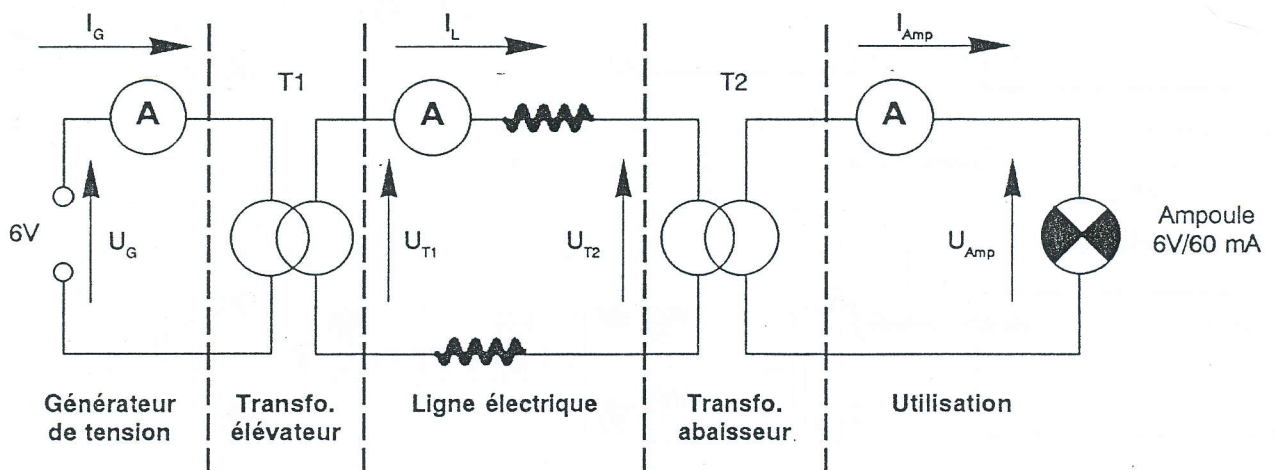 I_G
I_L
I_Amp
T1
T2
A
A
A
6V
U_G
U_T1
U_T2
U_Amp
Ampoule
6V/60 mA
Générateur
de tension
Transfo.
élévateur
Ligne électrique
Transfo.
abaisseur
Utilisation